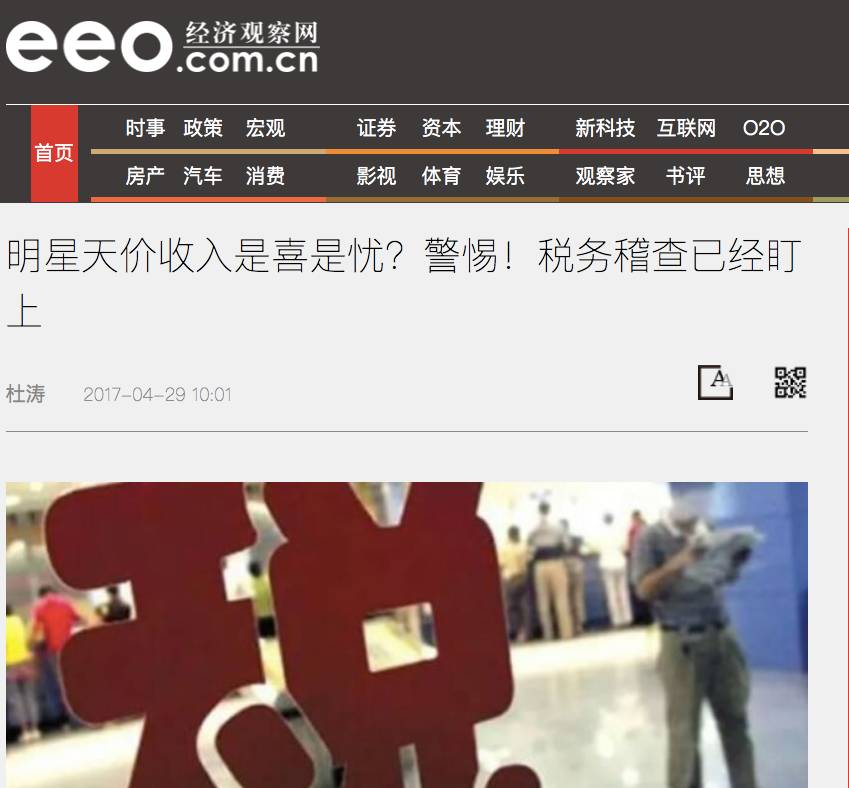 eeo 经济观察网
.com.cn
首页
时事 政策 宏观 证券 资本 理财 新科技 互联网 O2O
房产 汽车 消费 影视 体育 娱乐 观察家 书评 思想
明星天价收入是喜是忧？警惕！税务稽查已经盯
上
杜涛 2017-04-29 10:01
税